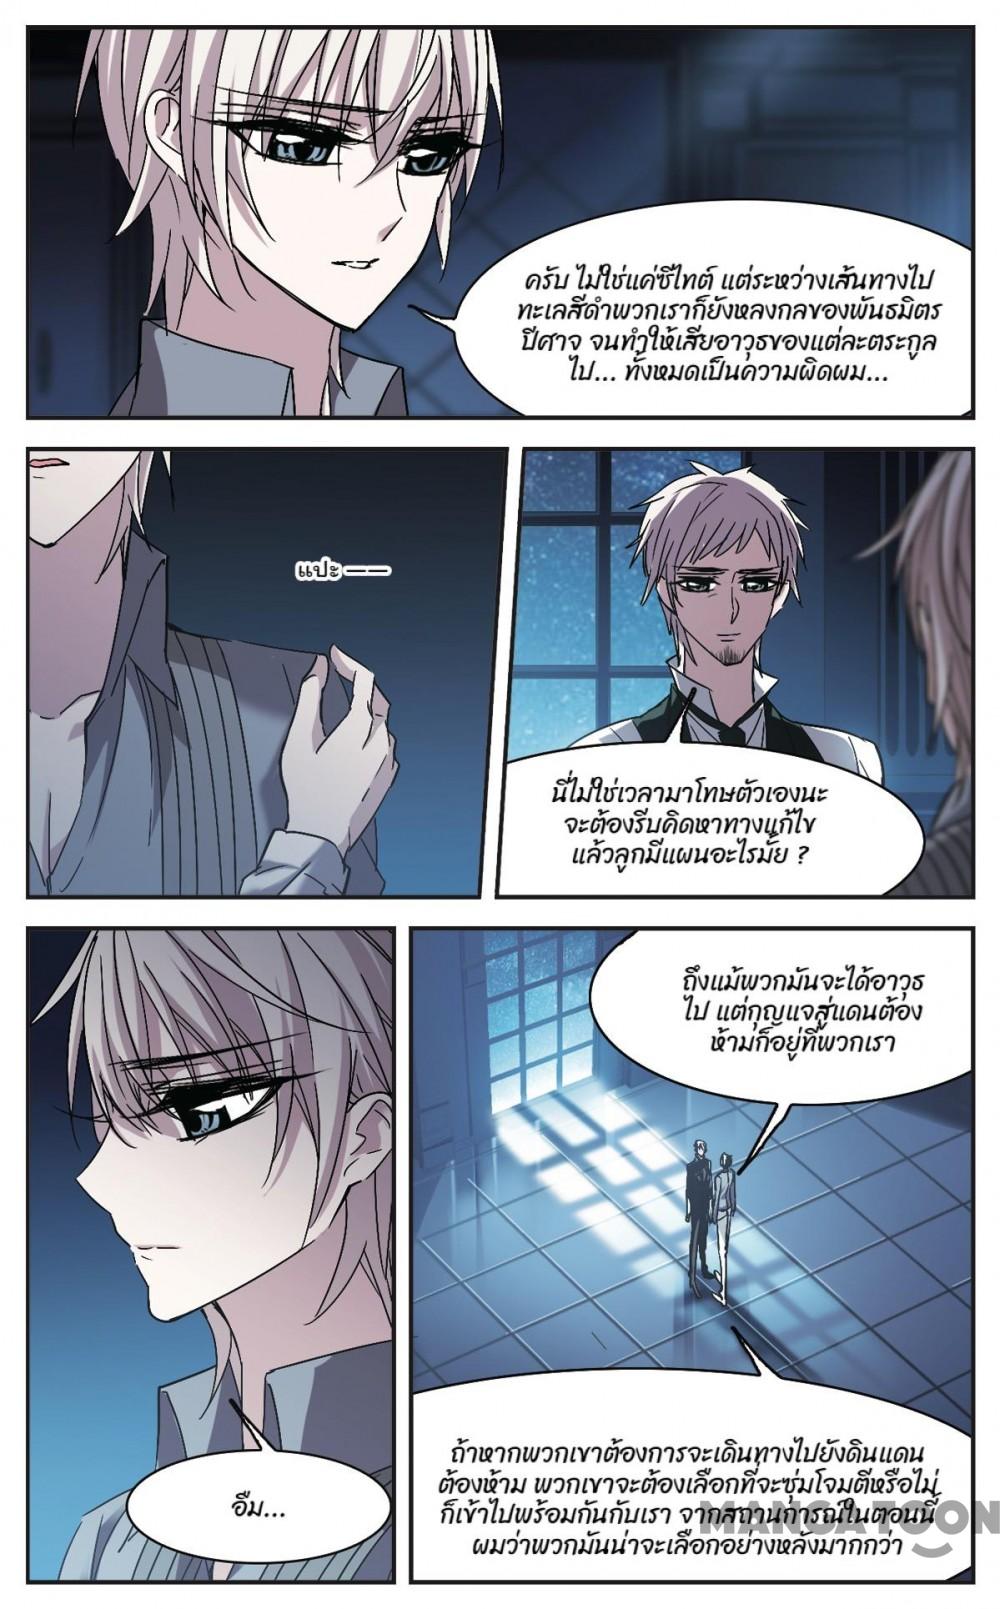 ครับ ไม่ใช่แค่ซีไทต์ แต่ระหว่างเส้นทางไป
ทะเลสีดำพวกเราก็ยังหลงกลของพันธมิตร
ปีศาจ จนทำให้เสียอาวุธของแต่ละตระกูล
ไป... ทั้งหมดเป็นความผิดผม...
แปะ ——
นี่ไม่ใช่เวลามาโทษตัวเองนะ
จะต้องรีบคิดหาทางแก้ไข
แล้วลูกมีแผนอะไรมั้ย ?
ถึงแม้พวกมันจะได้อาวุธ
ไป แต่กุญแจสู่แดนต้อง
ห้ามก็อยู่ที่พวกเรา
อืม...
ถ้าหากพวกเขาต้องการจะเดินทางไปยังดินแดน
ต้องห้าม พวกเขาจะต้องเลือกที่จะซุ่มโจมตีหรือไม่
ก็เข้าไปพร้อมกันกับเรา จากสถานการณ์ในตอนนี้
ผมว่าพวกมันน่าจะเลือกอย่างหลังมากกว่า
MANGATOON